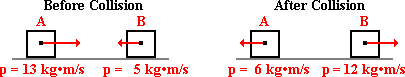 Before Collision After Collision
A B A B
p = 13 kg•m/s p = 5 kg•m/s p = 6 kg•m/s p = 12 kg•m/s